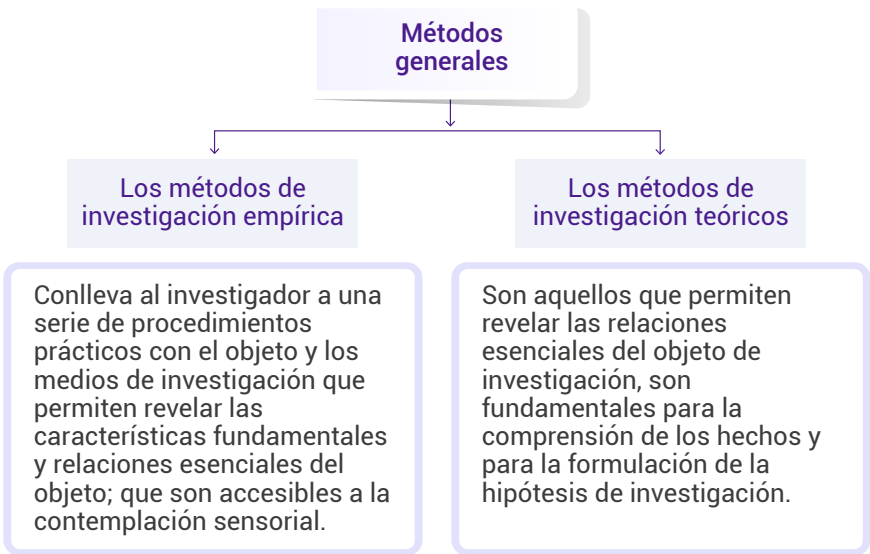 Métodos
generales
Los métodos de
investigación empírica
Los métodos de
investigación teóricos
Conlleva al investigador a una
serie de procedimientos
prácticos con el objeto y los
medios de investigación que
permiten revelar las
características fundamentales
y relaciones esenciales del
objeto; que son accesibles a la
contemplación sensorial.
Son aquellos que permiten
revelar las relaciones
esenciales del objeto de
investigación, son
fundamentales para la
comprensión de los hechos y
para la formulación de la
hipótesis de investigación.